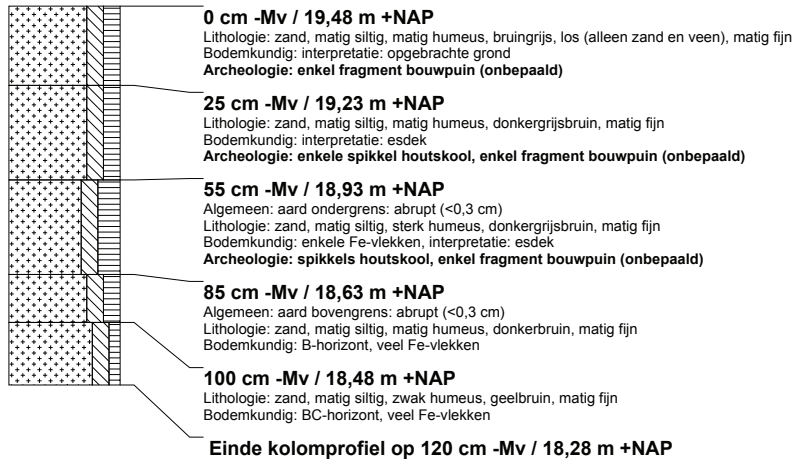 0 cm -Mv / 19,48 m +NAP
Lithologie: zand, matig siltig, matig humeus, bruingrijs, los (alleen zand en veen), matig fijn
Bodemkundig: interpretatie: opgebrachte grond
Archeologie: enkel fragment bouwpuin (onbepaald)
25 cm -Mv / 19,23 m +NAP
Lithologie: zand, matig siltig, matig humeus, donkergrijsbruin, matig fijn
Bodemkundig: interpretatie: esdek
Archeologie: enkele spikkel houtskool, enkel fragment bouwpuin (onbepaald)
55 cm -Mv / 18,93 m +NAP
Algemeen: aard ondergrens: abrupt (<0,3 cm)
Lithologie: zand, matig siltig, sterk humeus, donkergrijsbruin, matig fijn
Bodemkundig: enkele Fe-vlekken, interpretatie: esdek
Archeologie: spikkels houtskool, enkel fragment bouwpuin (onbepaald)
85 cm -Mv / 18,63 m +NAP
Algemeen: aard bovengrens: abrupt (<0,3 cm)
Lithologie: zand, matig siltig, matig humeus, donkerbruin, matig fijn
Bodemkundig: B-horizont, veel Fe-vlekken
100 cm -Mv / 18,48 m +NAP
Lithologie: zand, matig siltig, zwak humeus, geelbruin, matig fijn
Bodemkundig: BC-horizont, veel Fe-vlekken
Einde kolomprofiel op 120 cm -Mv / 18,28 m +NAP